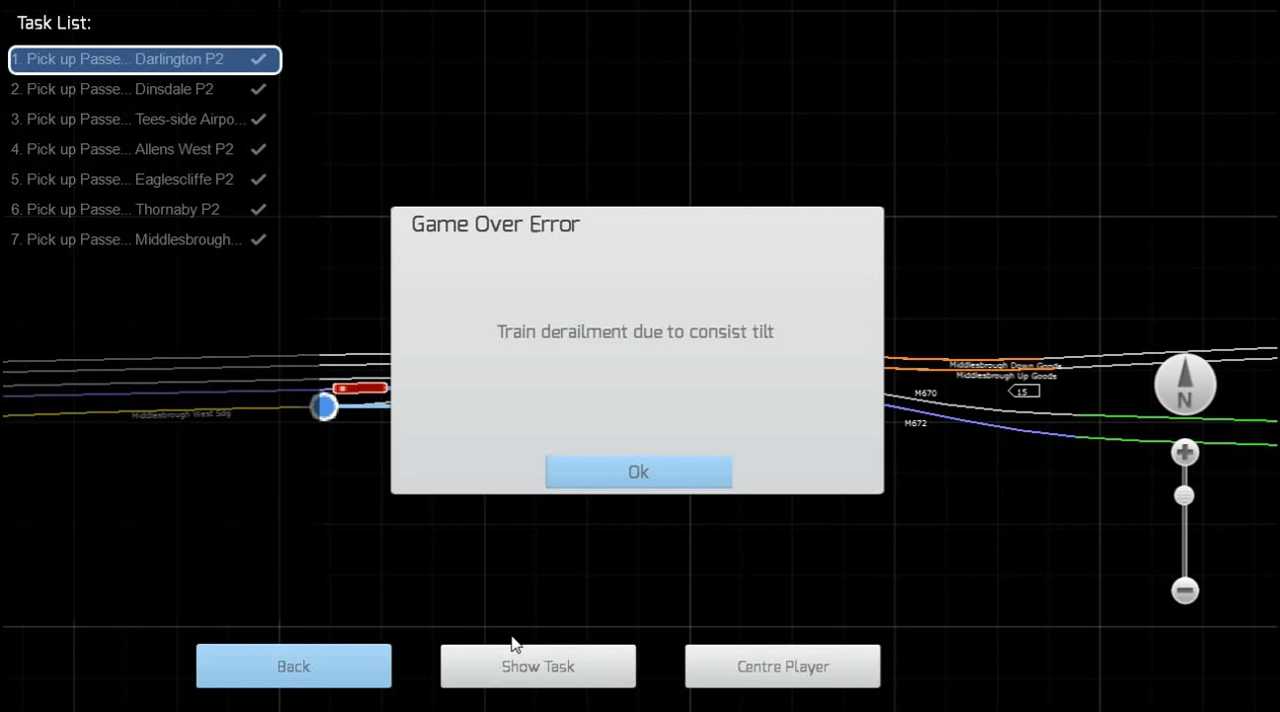 Task List:
1. Pick up Passe... Darlington P2
2. Pick up Passe... Dinsdale P2
3. Pick up Passe... Tees-side Airpo...
4. Pick up Passe... Allens West P2
5. Pick up Passe... Eaglescliffe P2
6. Pick up Passe... Thornaby P2
7. Pick up Passe... Middlesbrough...
Game Over Error
Train derailment due to consist tilt
Ok
Middlesbrough Down Goods
Middlesbrough Up Goods
15
M670
M672
Middlesbrough West Sdg
N
Back
Show Task
Centre Player